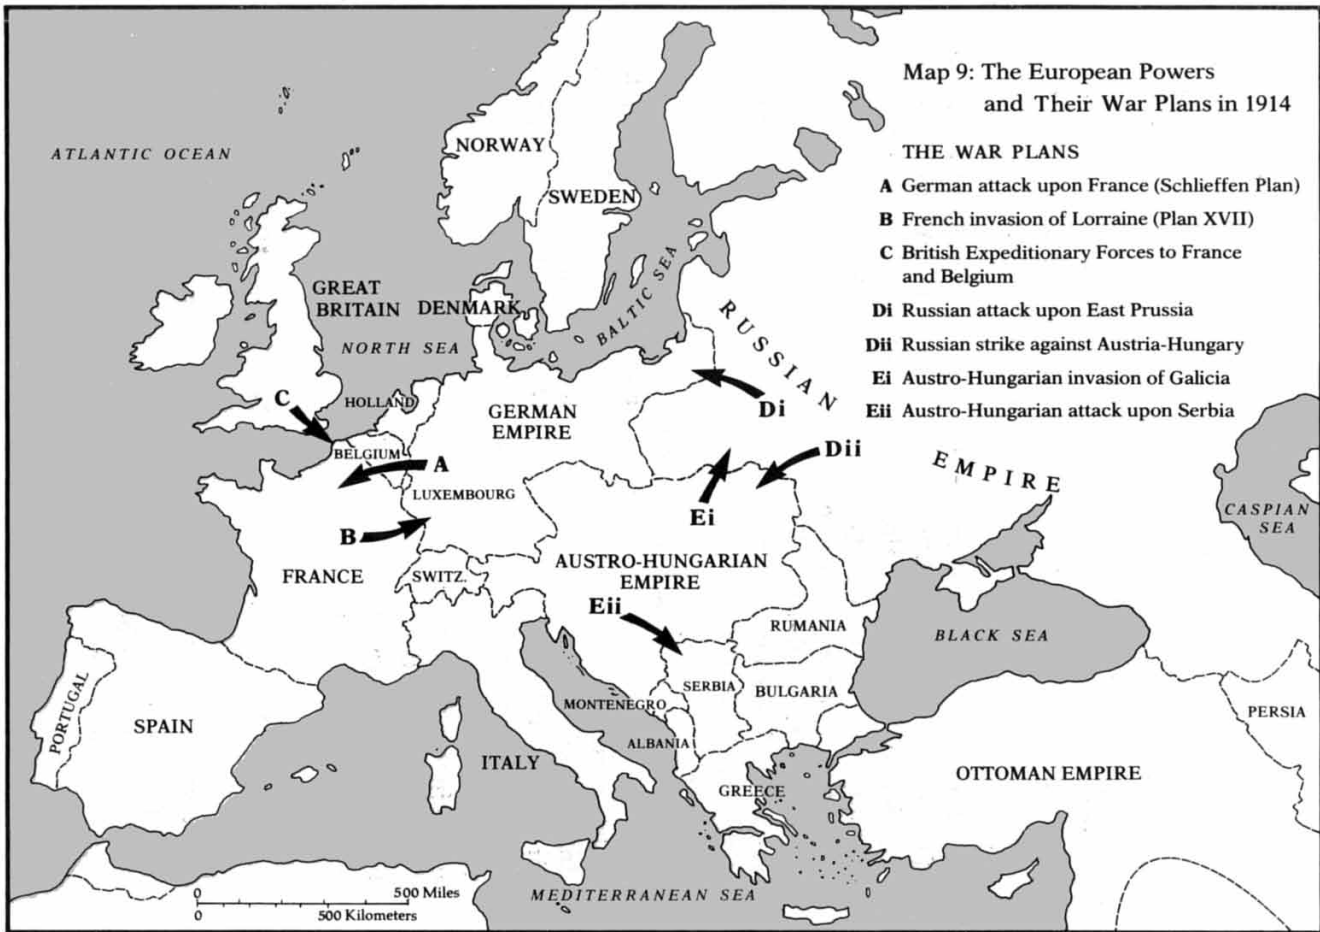 Map 9: The European Powers
and Their War Plans in 1914
THE WAR PLANS
A German attack upon France (Schlieffen Plan)
B French invasion of Lorraine (Plan XVII)
C British Expeditionary Forces to France
and Belgium
Di Russian attack upon East Prussia
Dii Russian strike against Austria-Hungary
Ei Austro-Hungarian invasion of Galicia
Eii Austro-Hungarian attack upon Serbia
ATLANTIC OCEAN
NORWAY
SWEDEN
GREAT
BRITAIN
DENMARK
BALTIC SEA
NORTH SEA
RUSSIAN
EMPIRE
HOLLAND
C
GERMAN
EMPIRE
Di
BELGIUM
A
Dii
LUXEMBOURG
Ei
CASPIAN
SEA
B
FRANCE
SWITZ.
AUSTRO-HUNGARIAN
EMPIRE
Eii
RUMANIA
BLACK SEA
SERBIA
BULGARIA
MONTENEGRO
PORTUGAL
SPAIN
ALBANIA
PERSIA
ITALY
GREECE
OTTOMAN EMPIRE
MEDITERRANEAN SEA
0 500 Miles
0 500 Kilometers